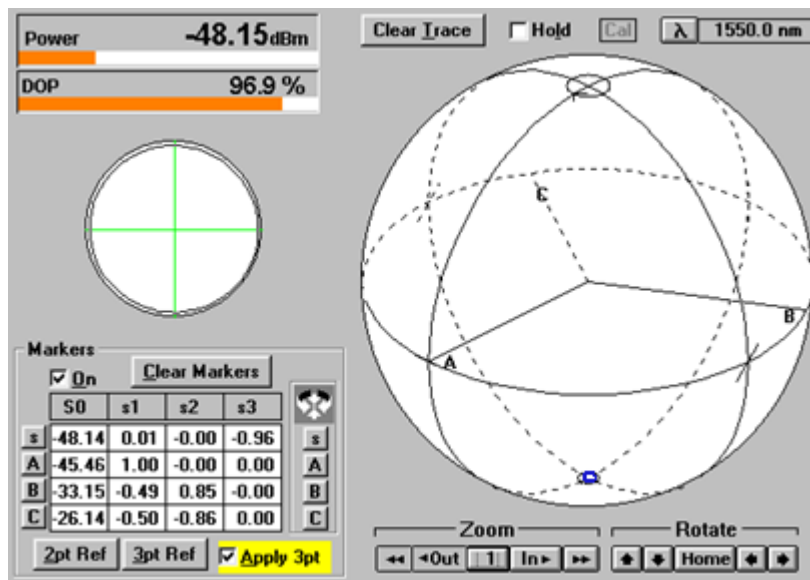 Power -48.15dBm
DOP 96.9 %
Clear Trace Hold Cal λ 1550.0 nm
C
B
A
Markers
On Clear Markers
S0 s1 s2 s3
s -48.14 0.01 -0.00 -0.96 s
A -45.46 1.00 -0.00 0.00 A
B -33.15 -0.49 0.85 -0.00 B
C -26.14 -0.50 -0.86 0.00 C
2pt Ref 3pt Ref Apply 3pt
Zoom
Out 1 In
Rotate
Home